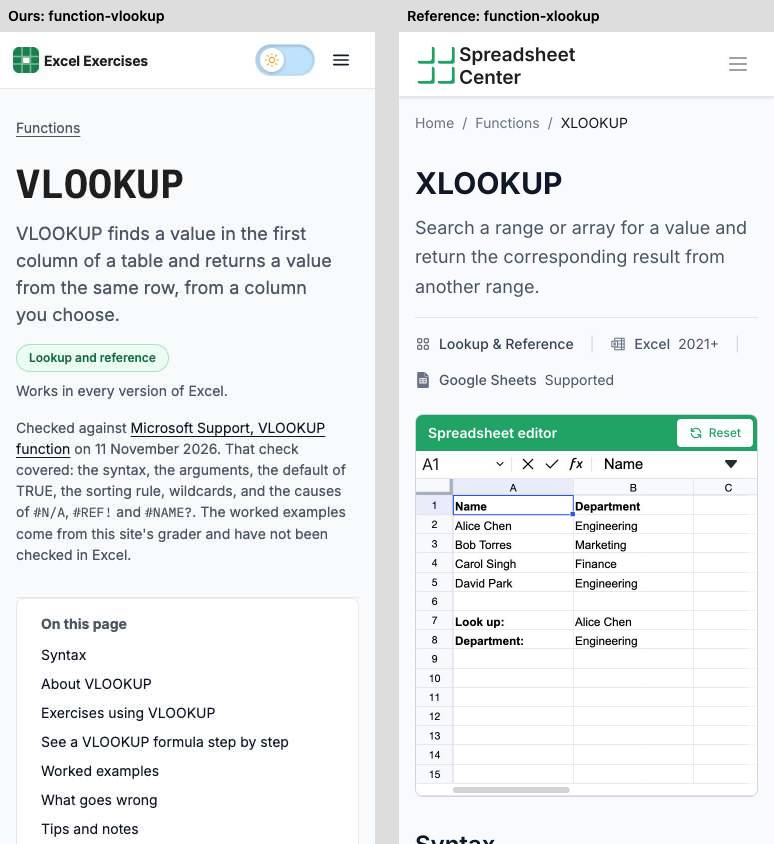 Ours: function-vlookup
Excel Exercises
Functions
VLOOKUP
VLOOKUP finds a value in the first
column of a table and returns a value
from the same row, from a column
you choose.
Lookup and reference
Works in every version of Excel.
Checked against Microsoft Support, VLOOKUP
function on 11 November 2026. That check
covered: the syntax, the arguments, the default of
TRUE, the sorting rule, wildcards, and the causes
of #N/A, #REF! and #NAME?. The worked examples
come from this site's grader and have not been
checked in Excel.
On this page
Syntax
About VLOOKUP
Exercises using VLOOKUP
See a VLOOKUP formula step by step
Worked examples
What goes wrong
Tips and notes
Reference: function-xlookup
Spreadsheet
Center
Home / Functions / XLOOKUP
XLOOKUP
Search a range or array for a value and
return the corresponding result from
another range.
Lookup & Reference
Excel 2021+
Google Sheets Supported
Spreadsheet editor
Reset
A1 fx Name
A B C
1 Name Department
2 Alice Chen Engineering
3 Bob Torres Marketing
4 Carol Singh Finance
5 David Park Engineering
6
7 Look up: Alice Chen
8 Department: Engineering
9
10
11
12
13
14
15
Syntax